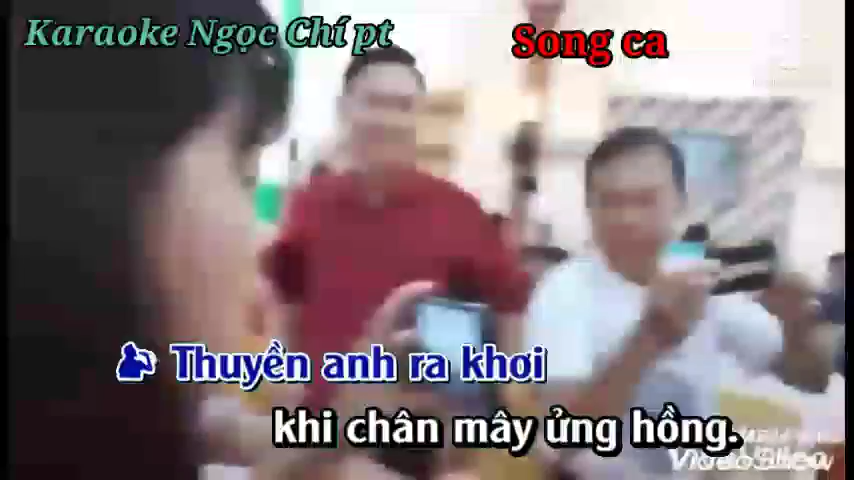 Karaoke Ngọc Chí pt
Song ca
Thuyền anh ra khơi
khi chân mây ửng hồng.